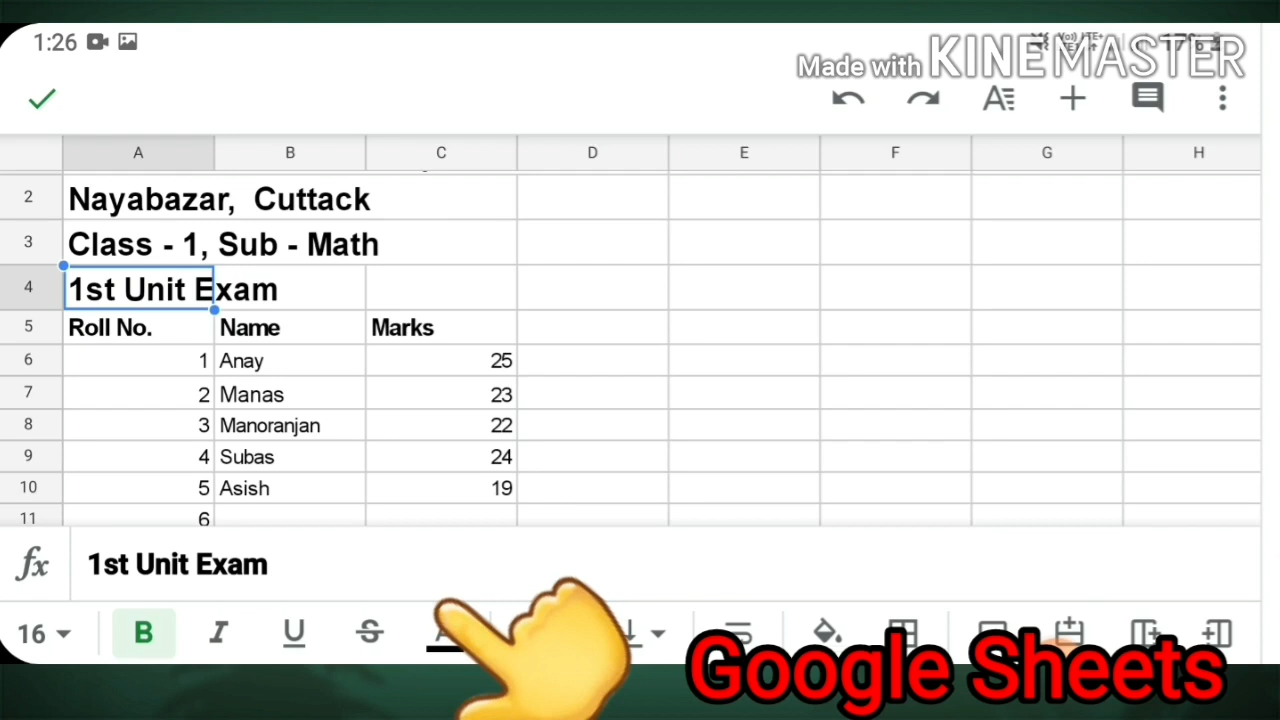 1:26
17%
Made with KINEMASTER
A B C D E F G H
2 Nayabazar, Cuttack
3 Class - 1, Sub - Math
4 1st Unit Exam
5 Roll No. Name Marks
6 1 Anay 25
7 2 Manas 23
8 3 Manoranjan 22
9 4 Subas 24
10 5 Asish 19
11 6
fx 1st Unit Exam
16 B I U S A
Google Sheets